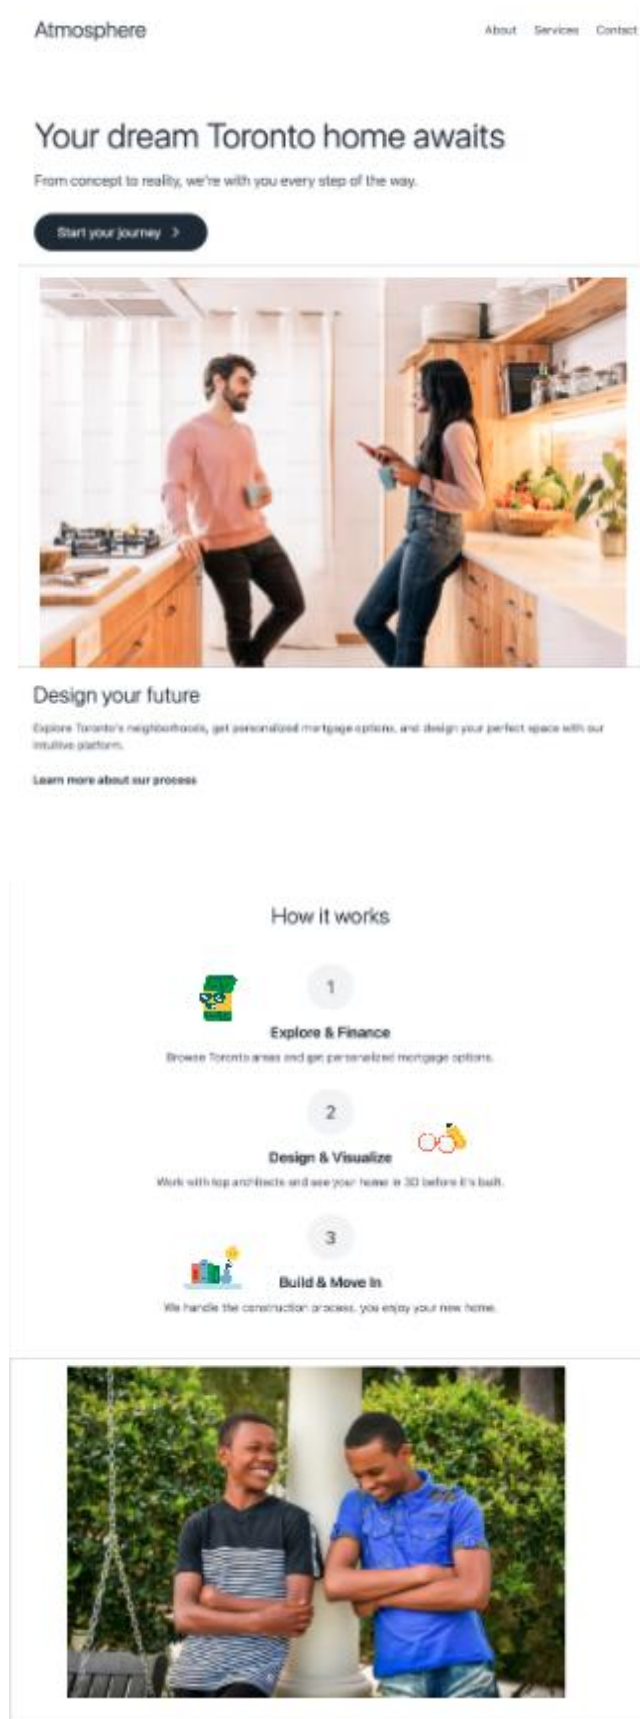 Atmosphere
About Services Contact
Your dream Toronto home awaits
From concept to reality, we're with you every step of the way.
Start your journey >
Design your future
Explore Toronto's neighborhoods, get personalized mortgage options, and design your perfect space with our
intuitive platform.
Learn more about our process
How it works
1
Explore & Finance
Browse Toronto areas and get personalized mortgage options.
2
Design & Visualize
Work with top architects and see your home in 3D before it's built.
3
Build & Move In
We handle the construction process, you enjoy your new home.